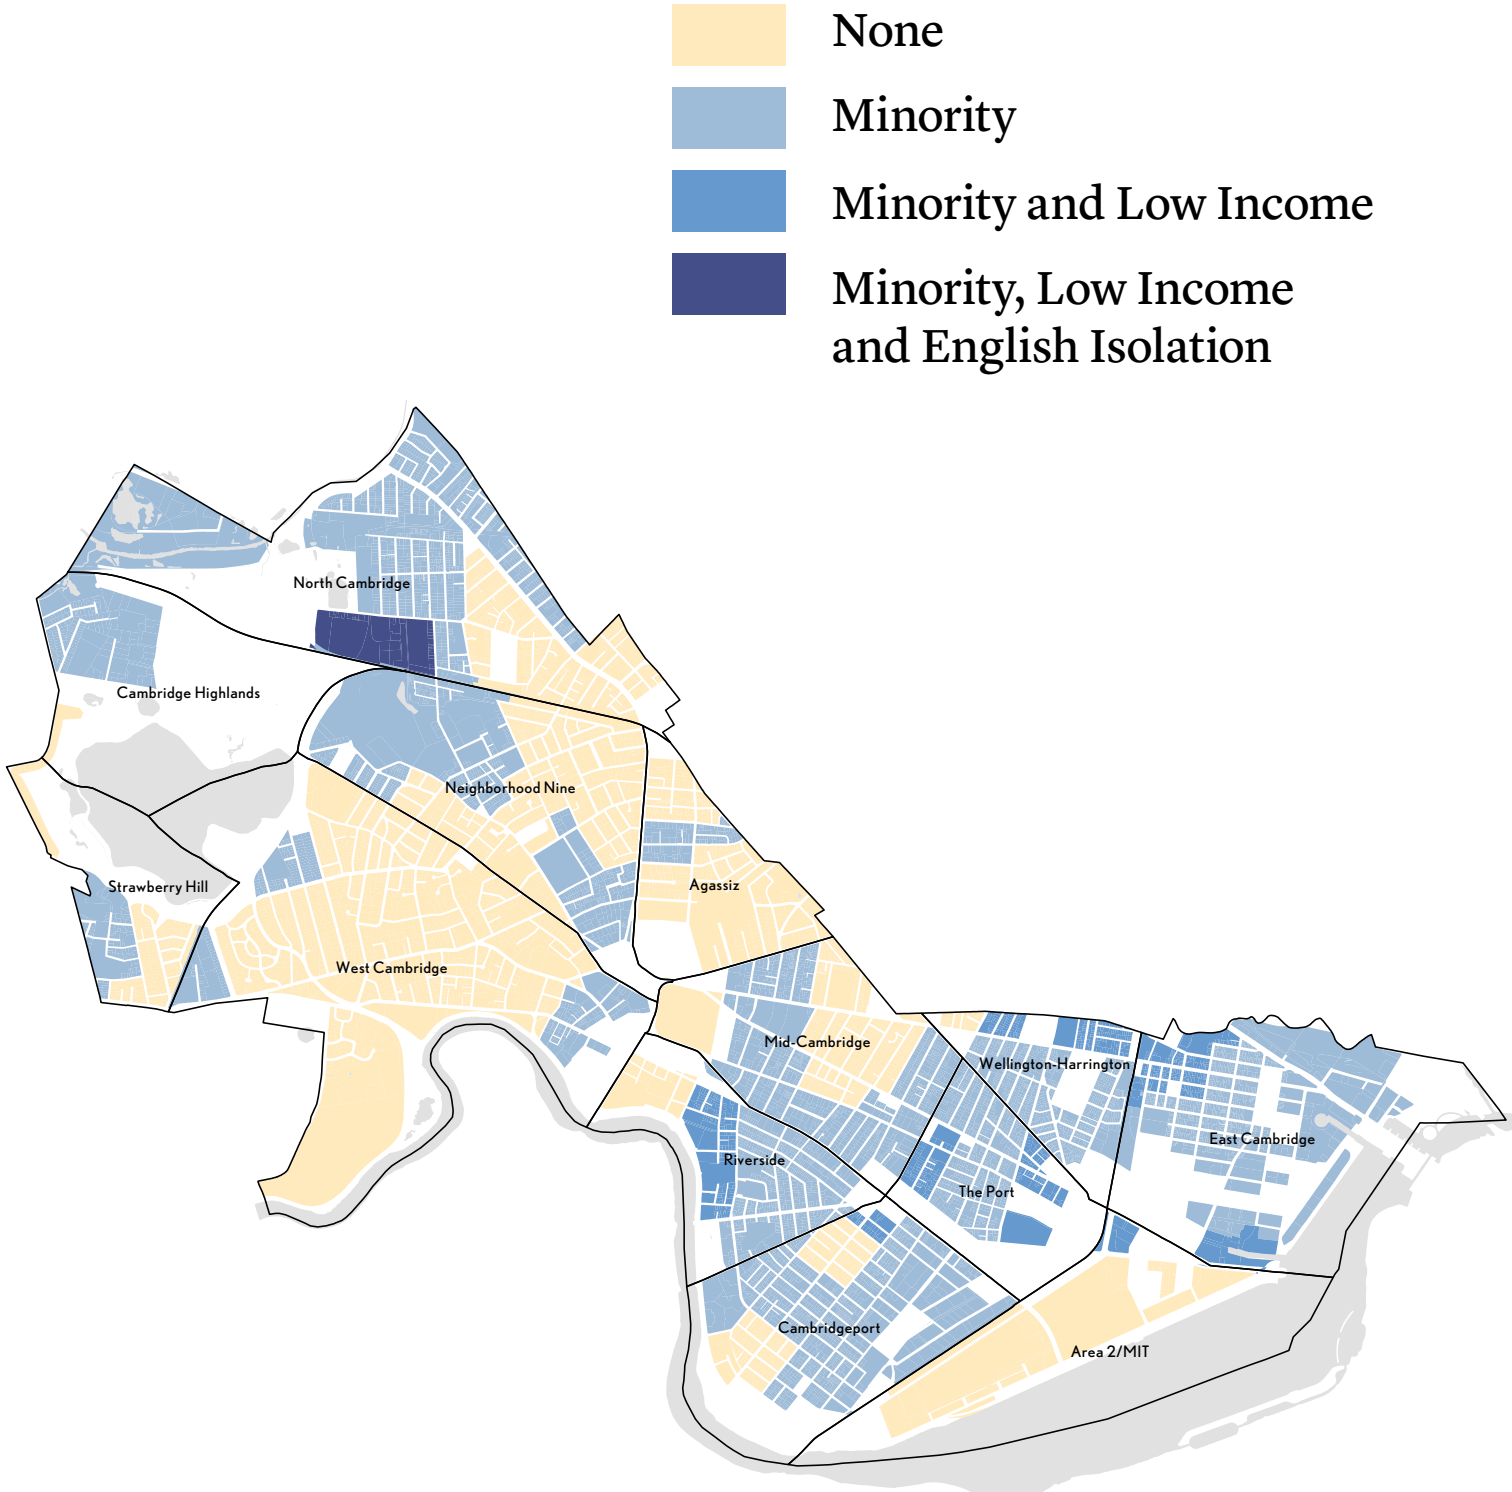 None
Minority
Minority and Low Income
Minority, Low Income
and English Isolation
North Cambridge
Cambridge Highlands
Neighborhood Nine
Strawberry Hill
Agassiz
West Cambridge
Mid-Cambridge
Wellington-Harrington
East Cambridge
Riverside
The Port
Cambridgeport
Area 2/MIT